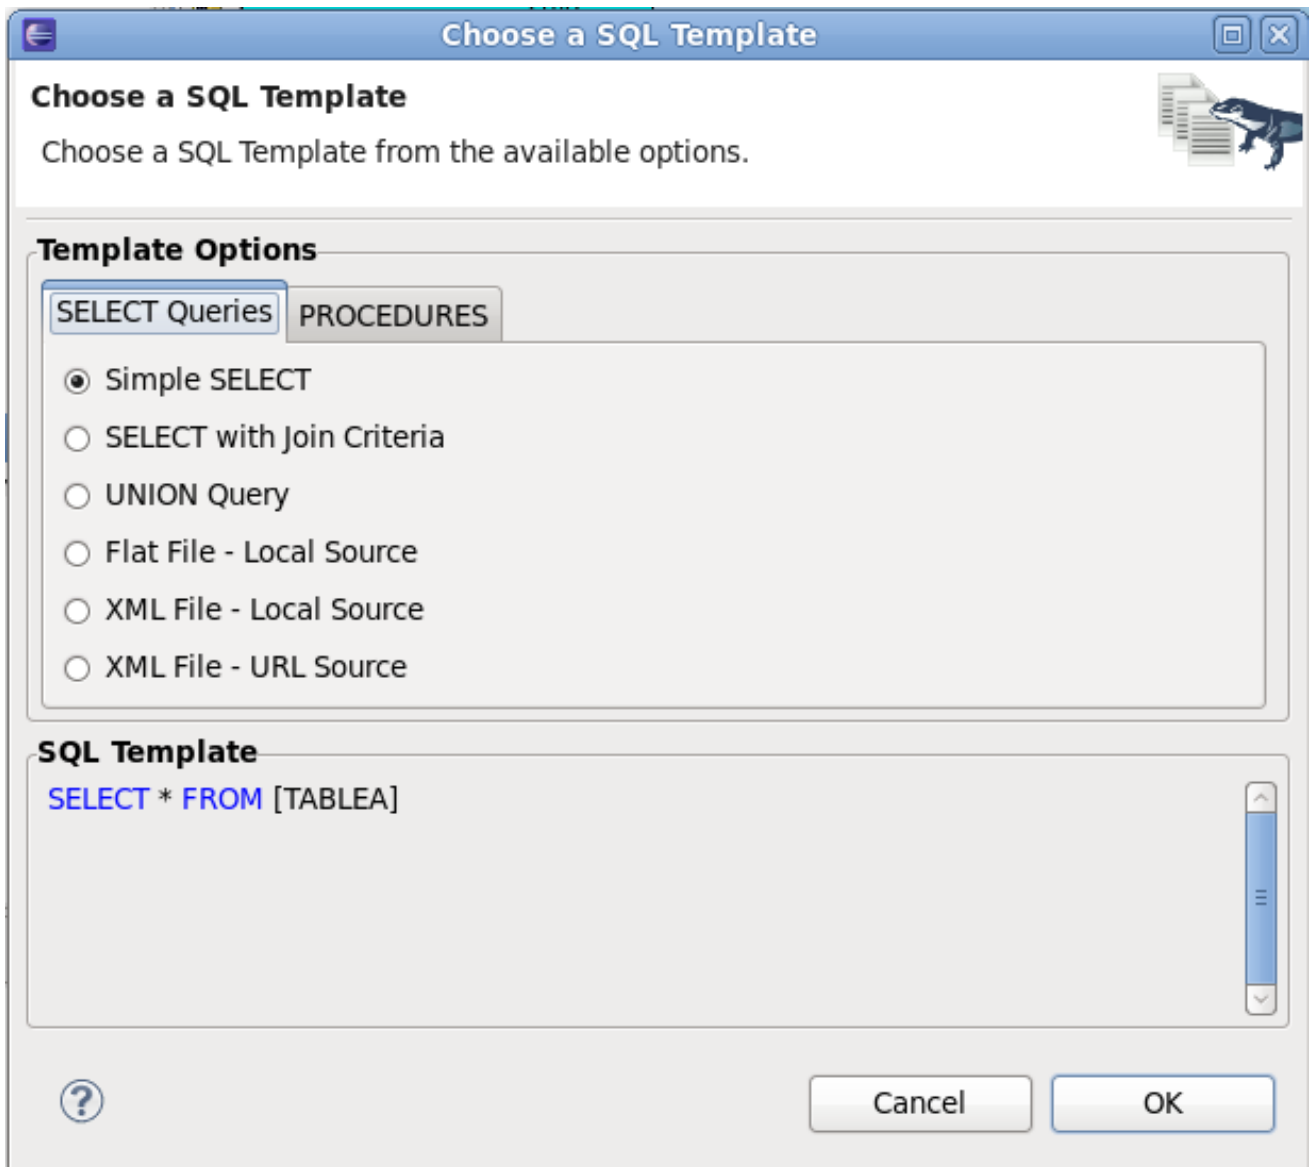 Choose a SQL Template
Choose a SQL Template
Choose a SQL Template from the available options.
Template Options
SELECT Queries PROCEDURES
Simple SELECT
SELECT with Join Criteria
UNION Query
Flat File - Local Source
XML File - Local Source
XML File - URL Source
SQL Template
SELECT * FROM [TABLEA]
? Cancel OK